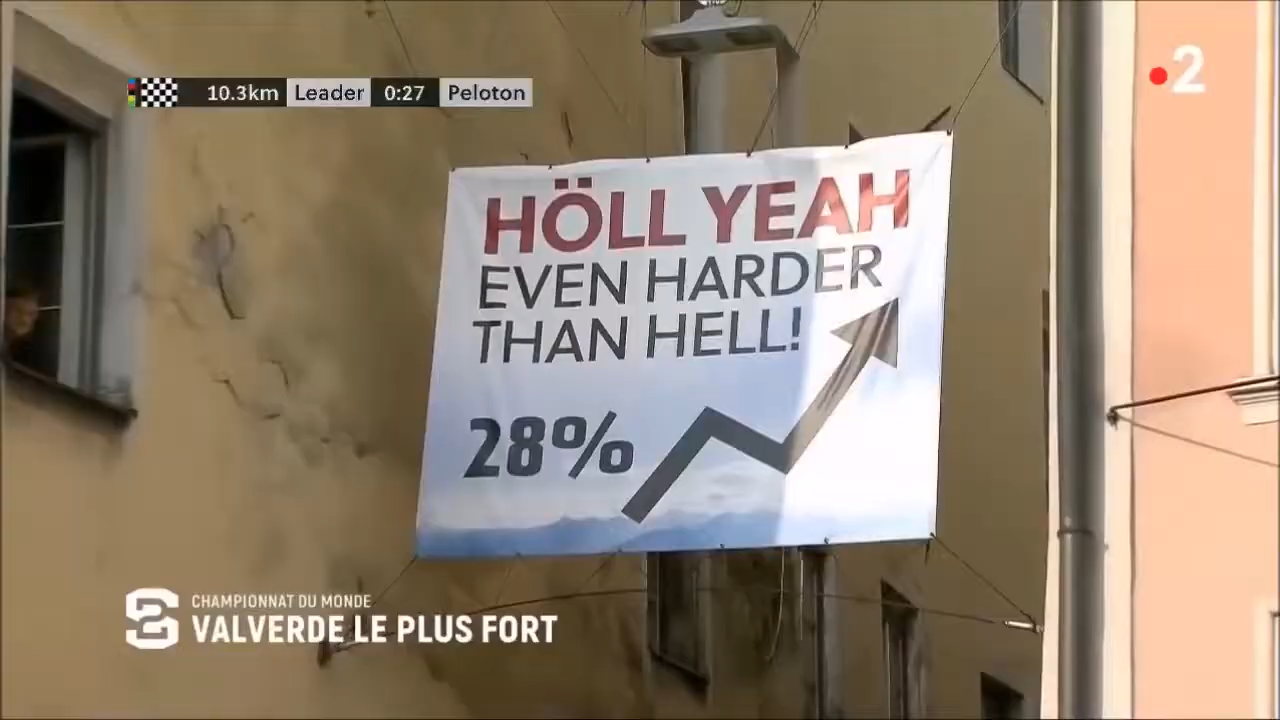 10.3km Leader 0:27 Peloton
2
HÖLL YEAH
EVEN HARDER
THAN HELL!
28%
CHAMPIONNAT DU MONDE
VALVERDE LE PLUS FORT